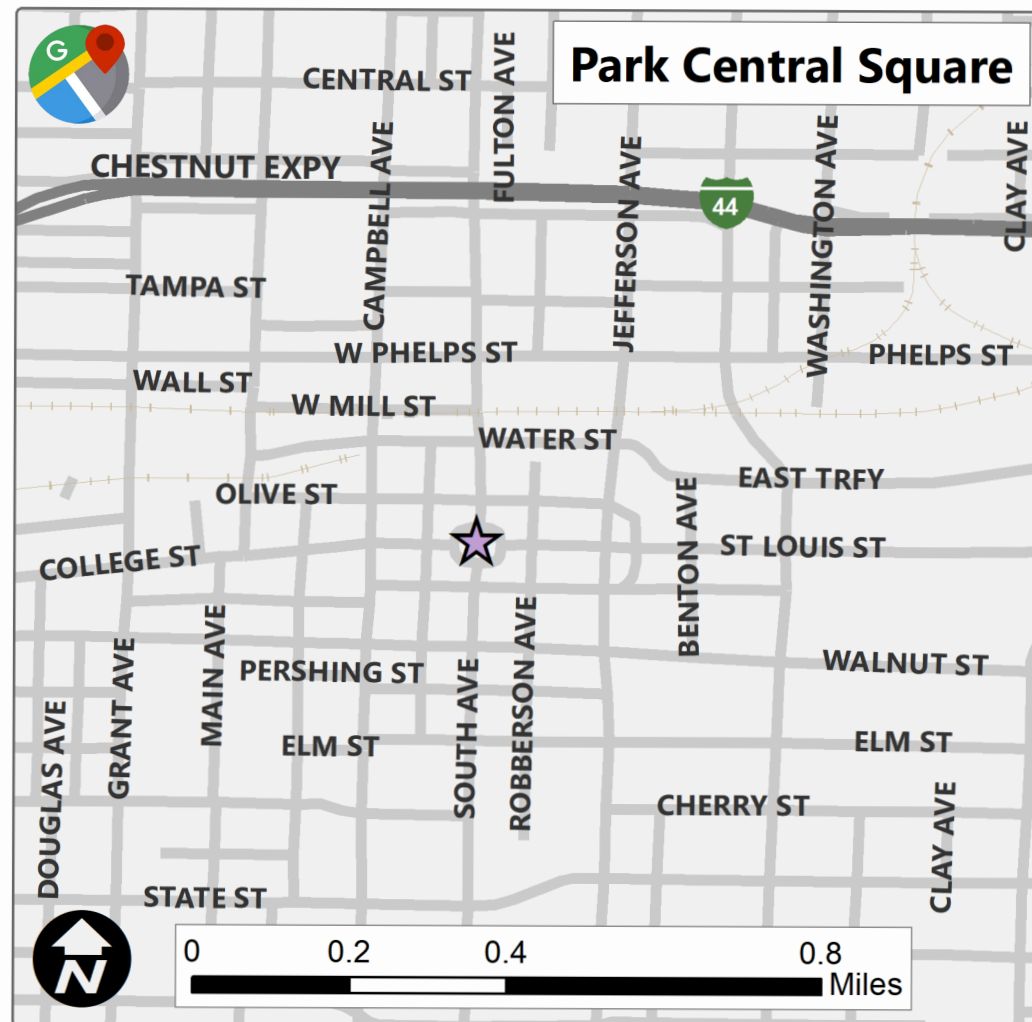 Park Central Square
G
CENTRAL ST
FULTON AVE
CHESTNUT EXPY
CAMPBELL AVE
JEFFERSON AVE
44
WASHINGTON AVE
CLAY AVE
TAMPA ST
W PHELPS ST
PHELPS ST
WALL ST
W MILL ST
WATER ST
EAST TRFY
OLIVE ST
BENTON AVE
COLLEGE ST
ST LOUIS ST
MAIN AVE
ROBBERSON AVE
GRANT AVE
PERSHING ST
SOUTH AVE
WALNUT ST
DOUGLAS AVE
ELM ST
ELM ST
CHERRY ST
CLAY AVE
STATE ST
N
0 0.2 0.4 0.8
Miles